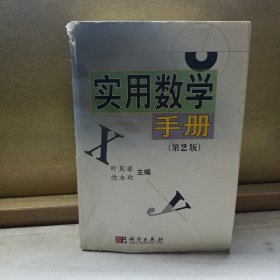 实用数学
手册
(第2版)
X
叶其孝
沈永欢 主编
y
科学出版社